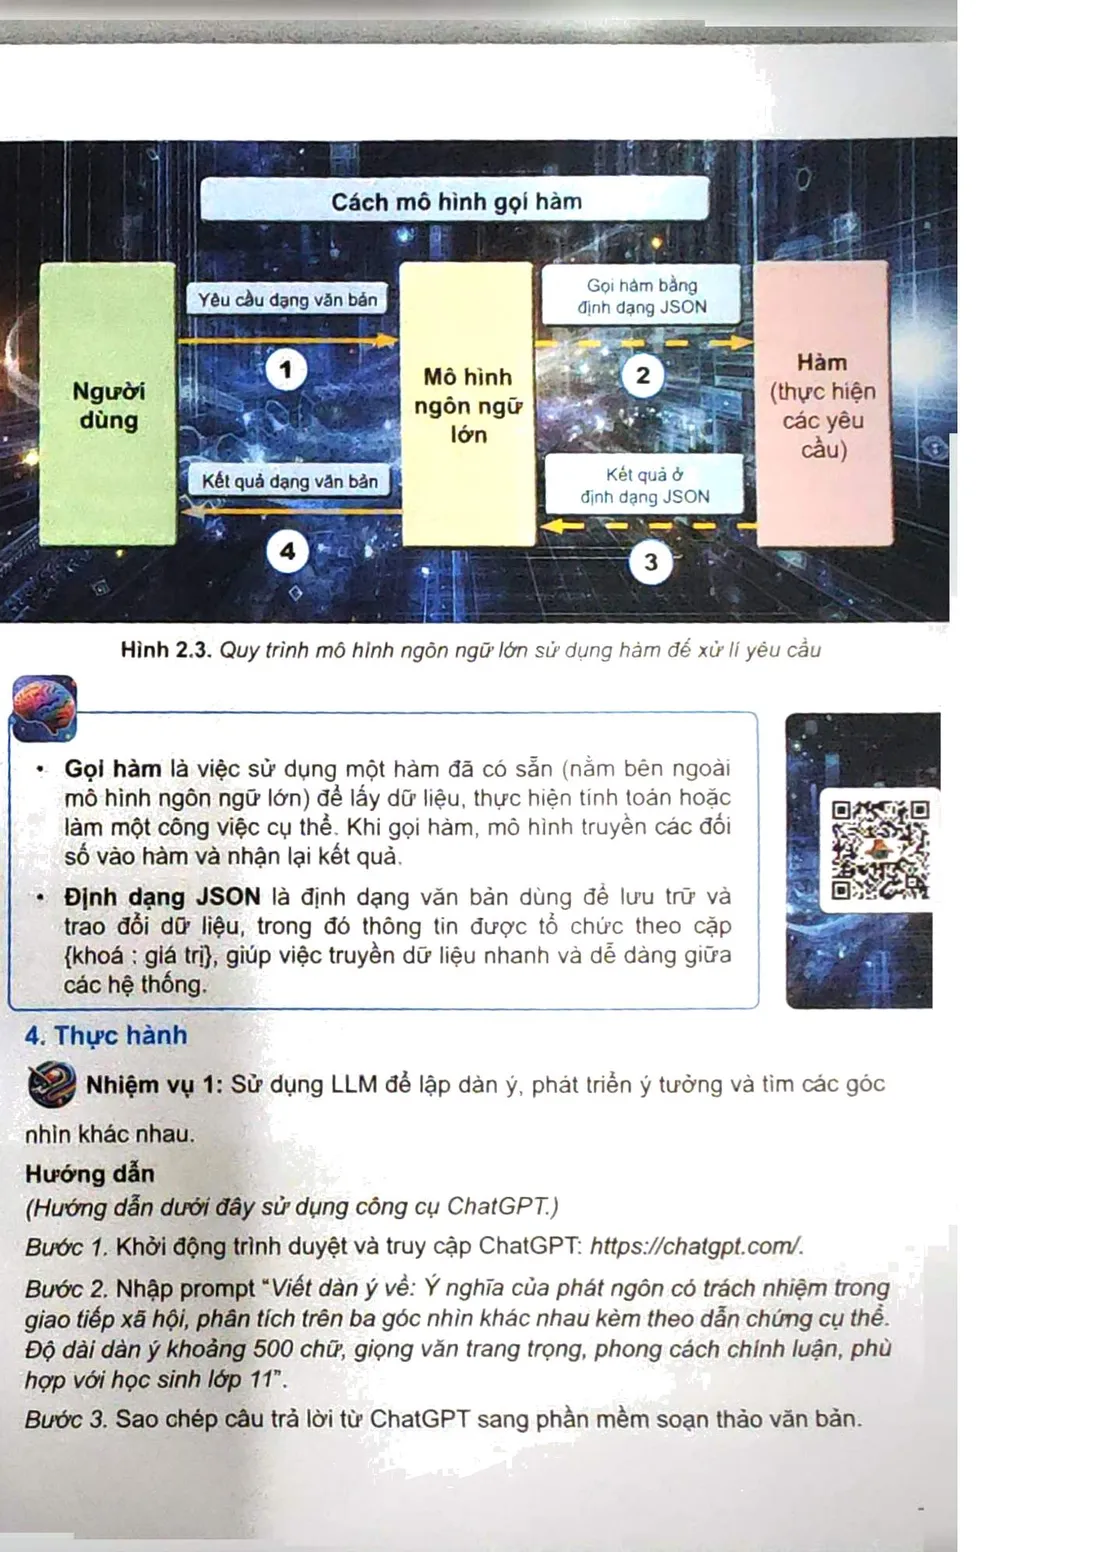 Cách mô hình gọi hàm
Người
dùng
Yêu cầu dạng văn bản
1
Mô hình
ngôn ngữ
lớn
Gọi hàm bằng
định dạng JSON
2
Hàm
(thực hiện
các yêu
cầu)
Kết quả dạng văn bản
4
Kết quả ở
định dạng JSON
3
Hình 2.3. Quy trình mô hình ngôn ngữ lớn sử dụng hàm để xử lí yêu cầu
• Gọi hàm là việc sử dụng một hàm đã có sẵn (nằm bên ngoài
mô hình ngôn ngữ lớn) để lấy dữ liệu, thực hiện tính toán hoặc
làm một công việc cụ thể. Khi gọi hàm, mô hình truyền các đối
số vào hàm và nhận lại kết quả.
• Định dạng JSON là định dạng văn bản dùng để lưu trữ và
trao đổi dữ liệu, trong đó thông tin được tổ chức theo cặp
{khoá : giá trị}, giúp việc truyền dữ liệu nhanh và dễ dàng giữa
các hệ thống.
4. Thực hành
Nhiệm vụ 1: Sử dụng LLM để lập dàn ý, phát triển ý tưởng và tìm các góc
nhìn khác nhau.
Hướng dẫn
(Hướng dẫn dưới đây sử dụng công cụ ChatGPT.)
Bước 1. Khởi động trình duyệt và truy cập ChatGPT: https://chatgpt.com/.
Bước 2. Nhập prompt “Viết dàn ý về: Ý nghĩa của phát ngôn có trách nhiệm trong
giao tiếp xã hội, phân tích trên ba góc nhìn khác nhau kèm theo dẫn chứng cụ thể.
Độ dài dàn ý khoảng 500 chữ, giọng văn trang trọng, phong cách chính luận, phù
hợp với học sinh lớp 11”.
Bước 3. Sao chép câu trả lời từ ChatGPT sang phần mềm soạn thảo văn bản.